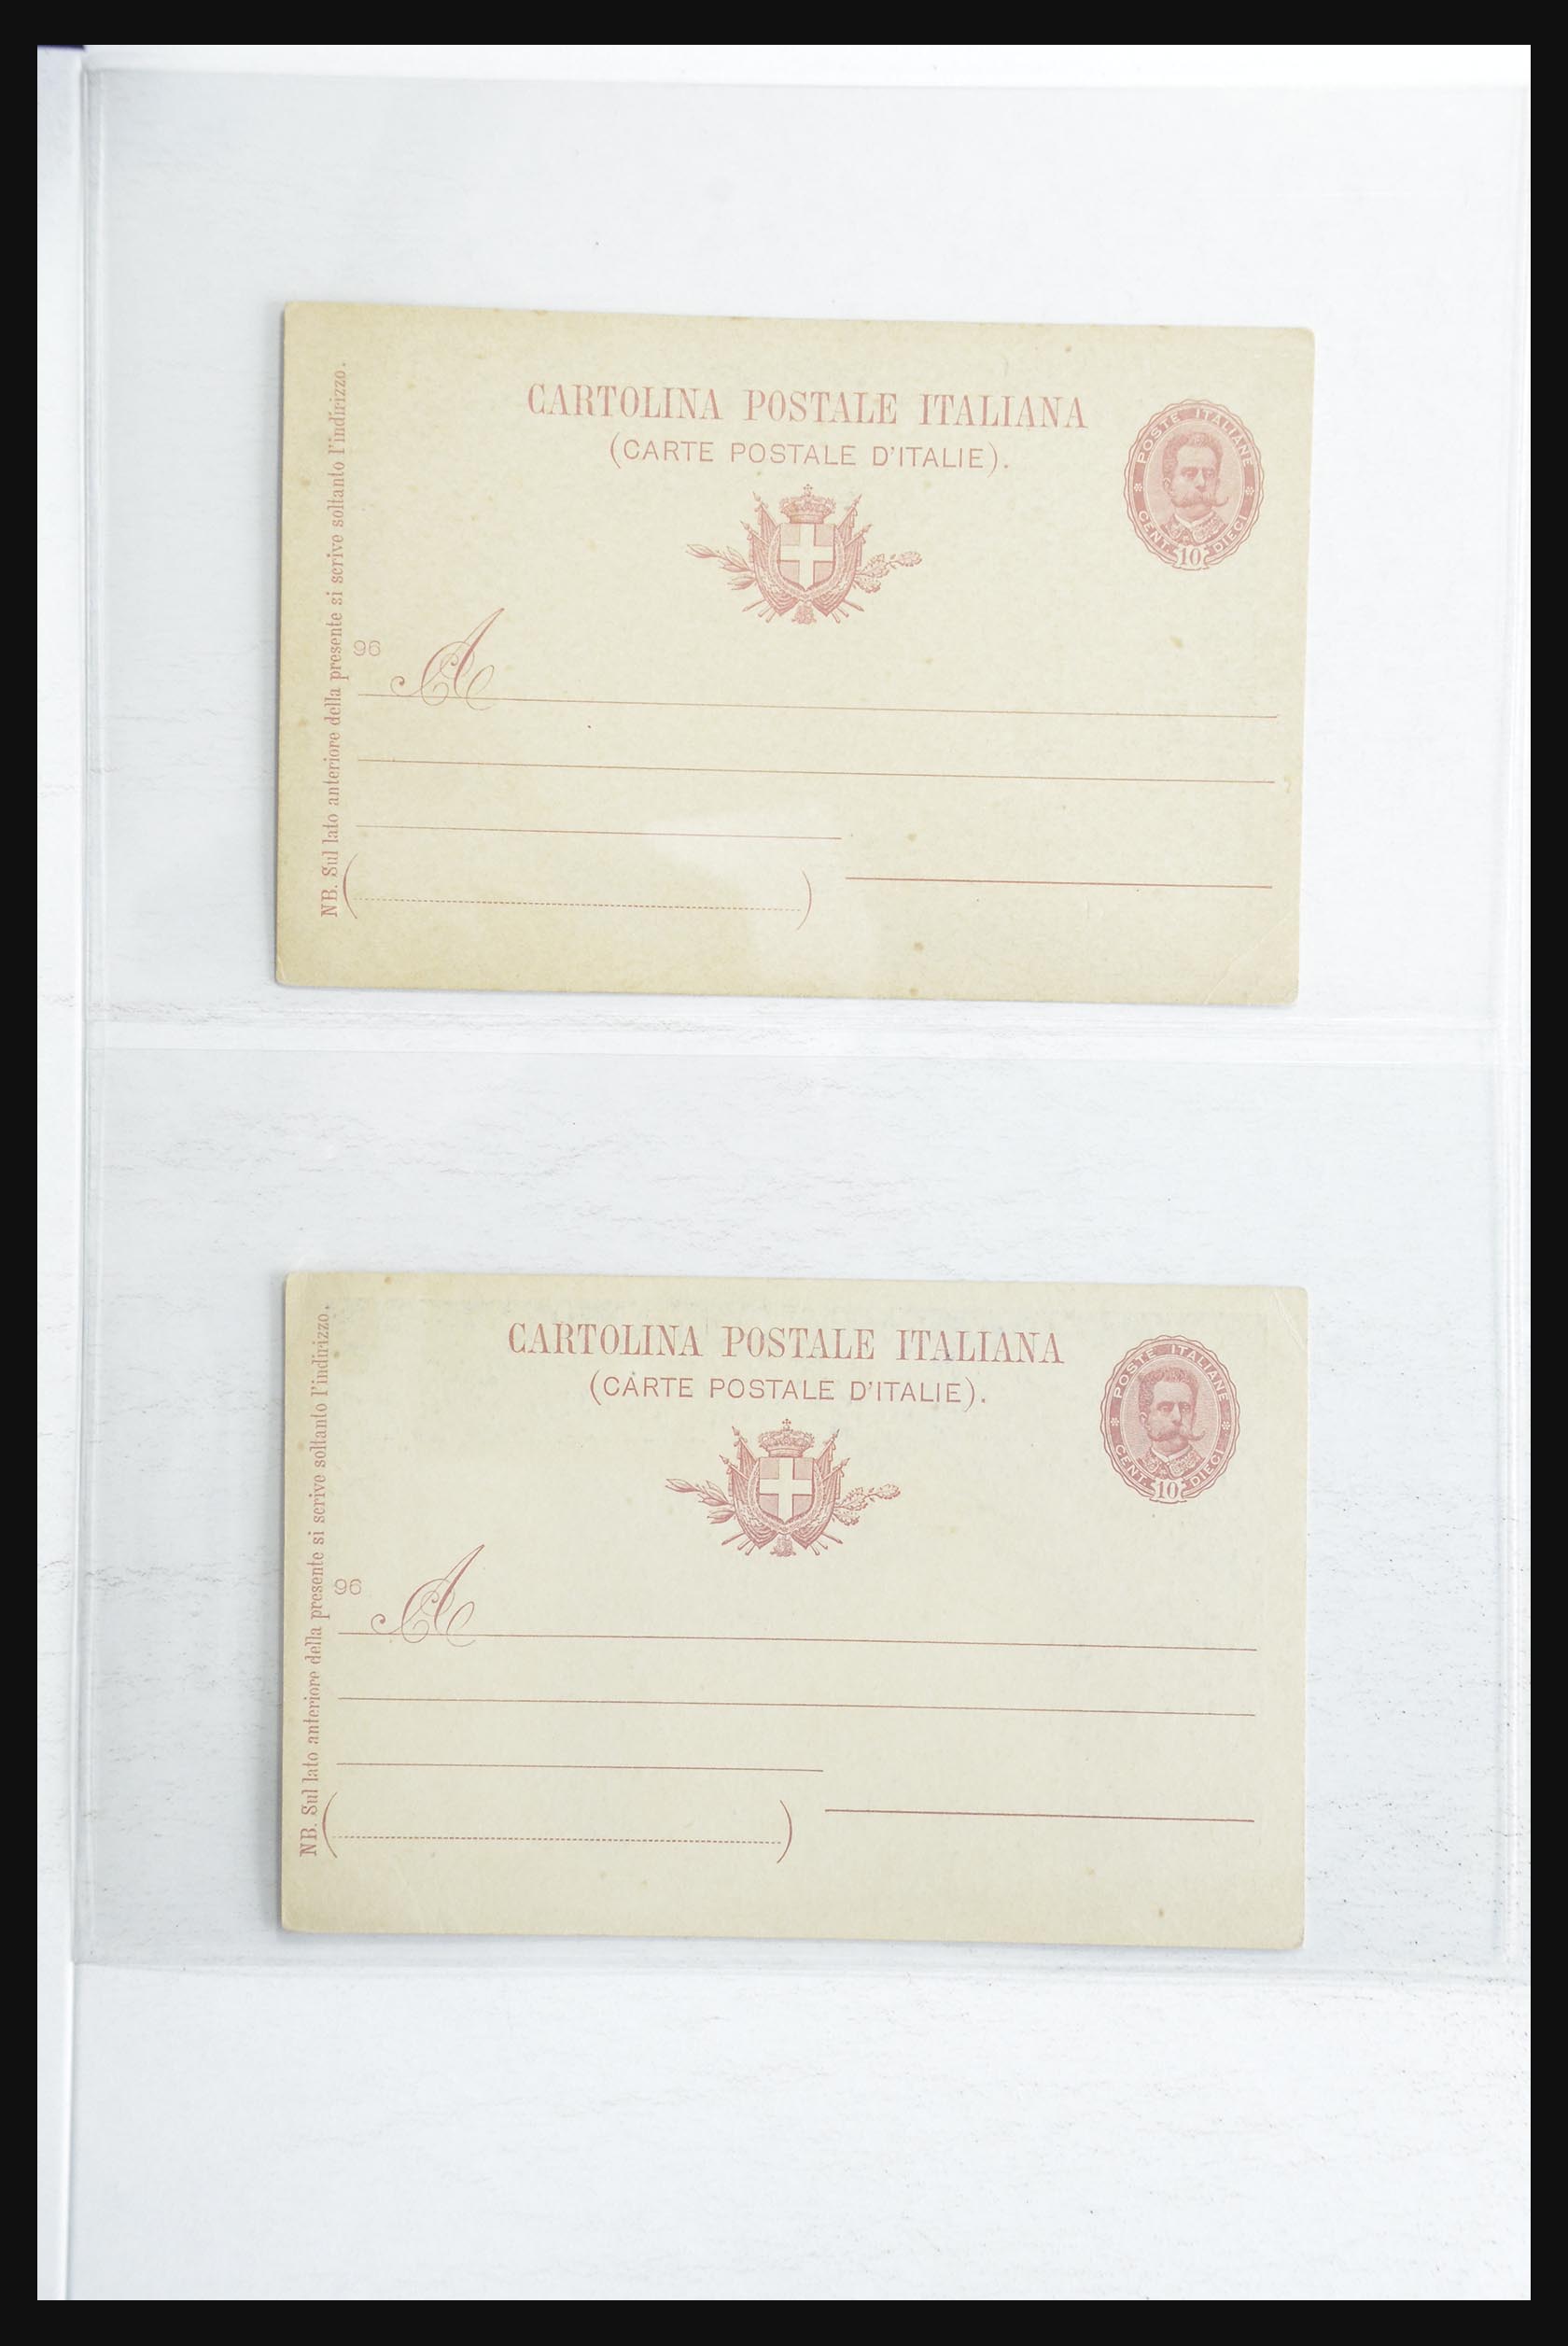 CARTOLINA POSTALE ITALIANA
(CARTE POSTALE D'ITALIE).
POSTE ITALIANE
CENT. 10 DIECI
NB. Sul lato anteriore della presente si scrive soltanto l'indirizzo.
96
A
CARTOLINA POSTALE ITALIANA
(CARTE POSTALE D'ITALIE).
POSTE ITALIANE
CENT. 10 DIECI
NB. Sul lato anteriore della presente si scrive soltanto l'indirizzo.
96
A